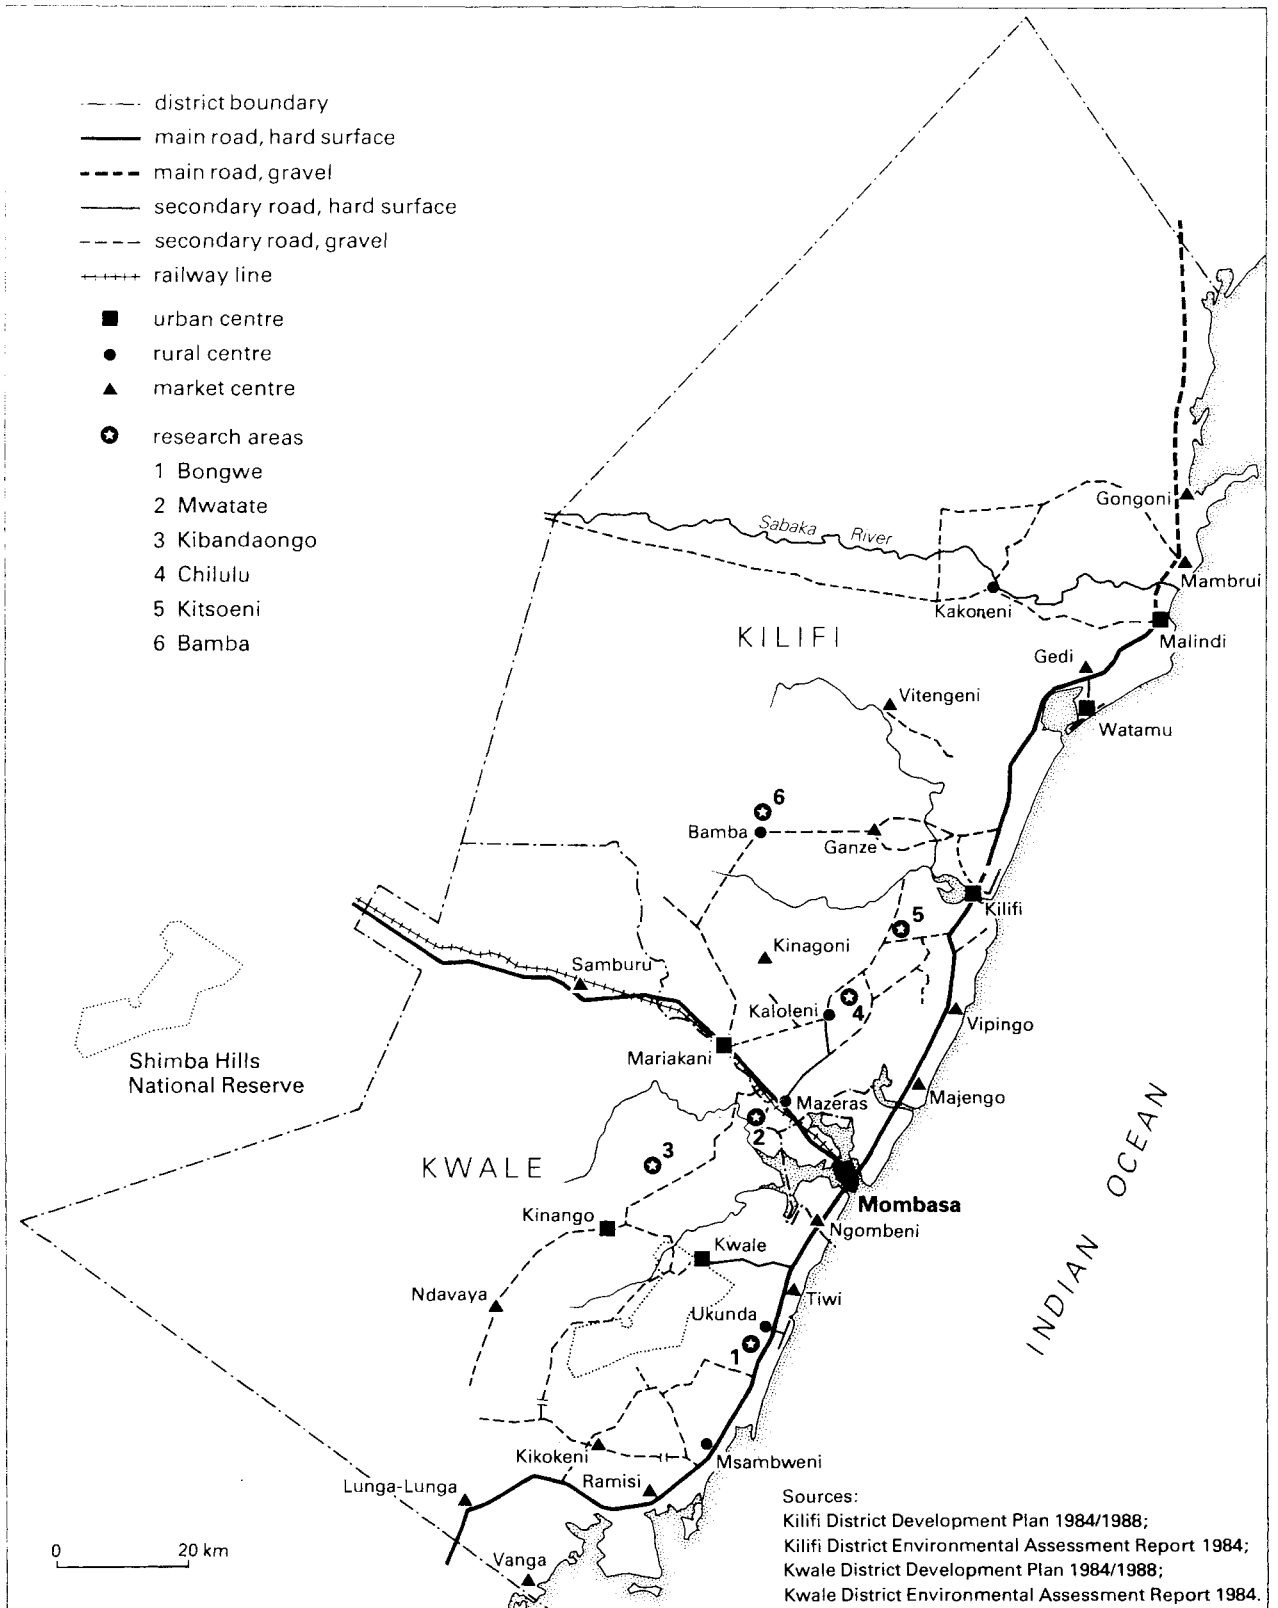 district boundary
main road, hard surface
main road, gravel
secondary road, hard surface
secondary road, gravel
railway line
urban centre
rural centre
market centre
research areas
1 Bongwe
2 Mwatate
3 Kibandaongo
4 Chilulu
5 Kitsoeni
6 Bamba
Gongoni
Sabaka River
Mambrui
Kakoneni
KILIFI
Malindi
Gedi
Vitengeni
Watamu
6
Bamba
Ganze
Kilifi
5
Kinagoni
Samburu
Kaloleni
4
Vipingo
Mariakani
Shimba Hills
National Reserve
Mazeras
Majengo
2
3
KWALE
Mombasa
Kinango
Ngombeni
Kwale
Ndavaya
Tiwi
Ukunda
1
INDIAN OCEAN
Kikokeni
Msambweni
Lunga-Lunga
Ramisi
Vanga
0 20 km
Sources:
Kilifi District Development Plan 1984/1988;
Kilifi District Environmental Assessment Report 1984;
Kwale District Development Plan 1984/1988;
Kwale District Environmental Assessment Report 1984.